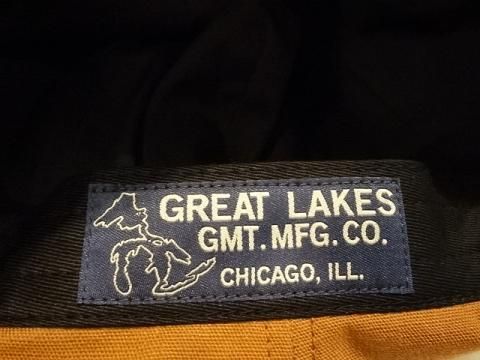 GREAT LAKES
GMT. MFG. CO.
CHICAGO, ILL.